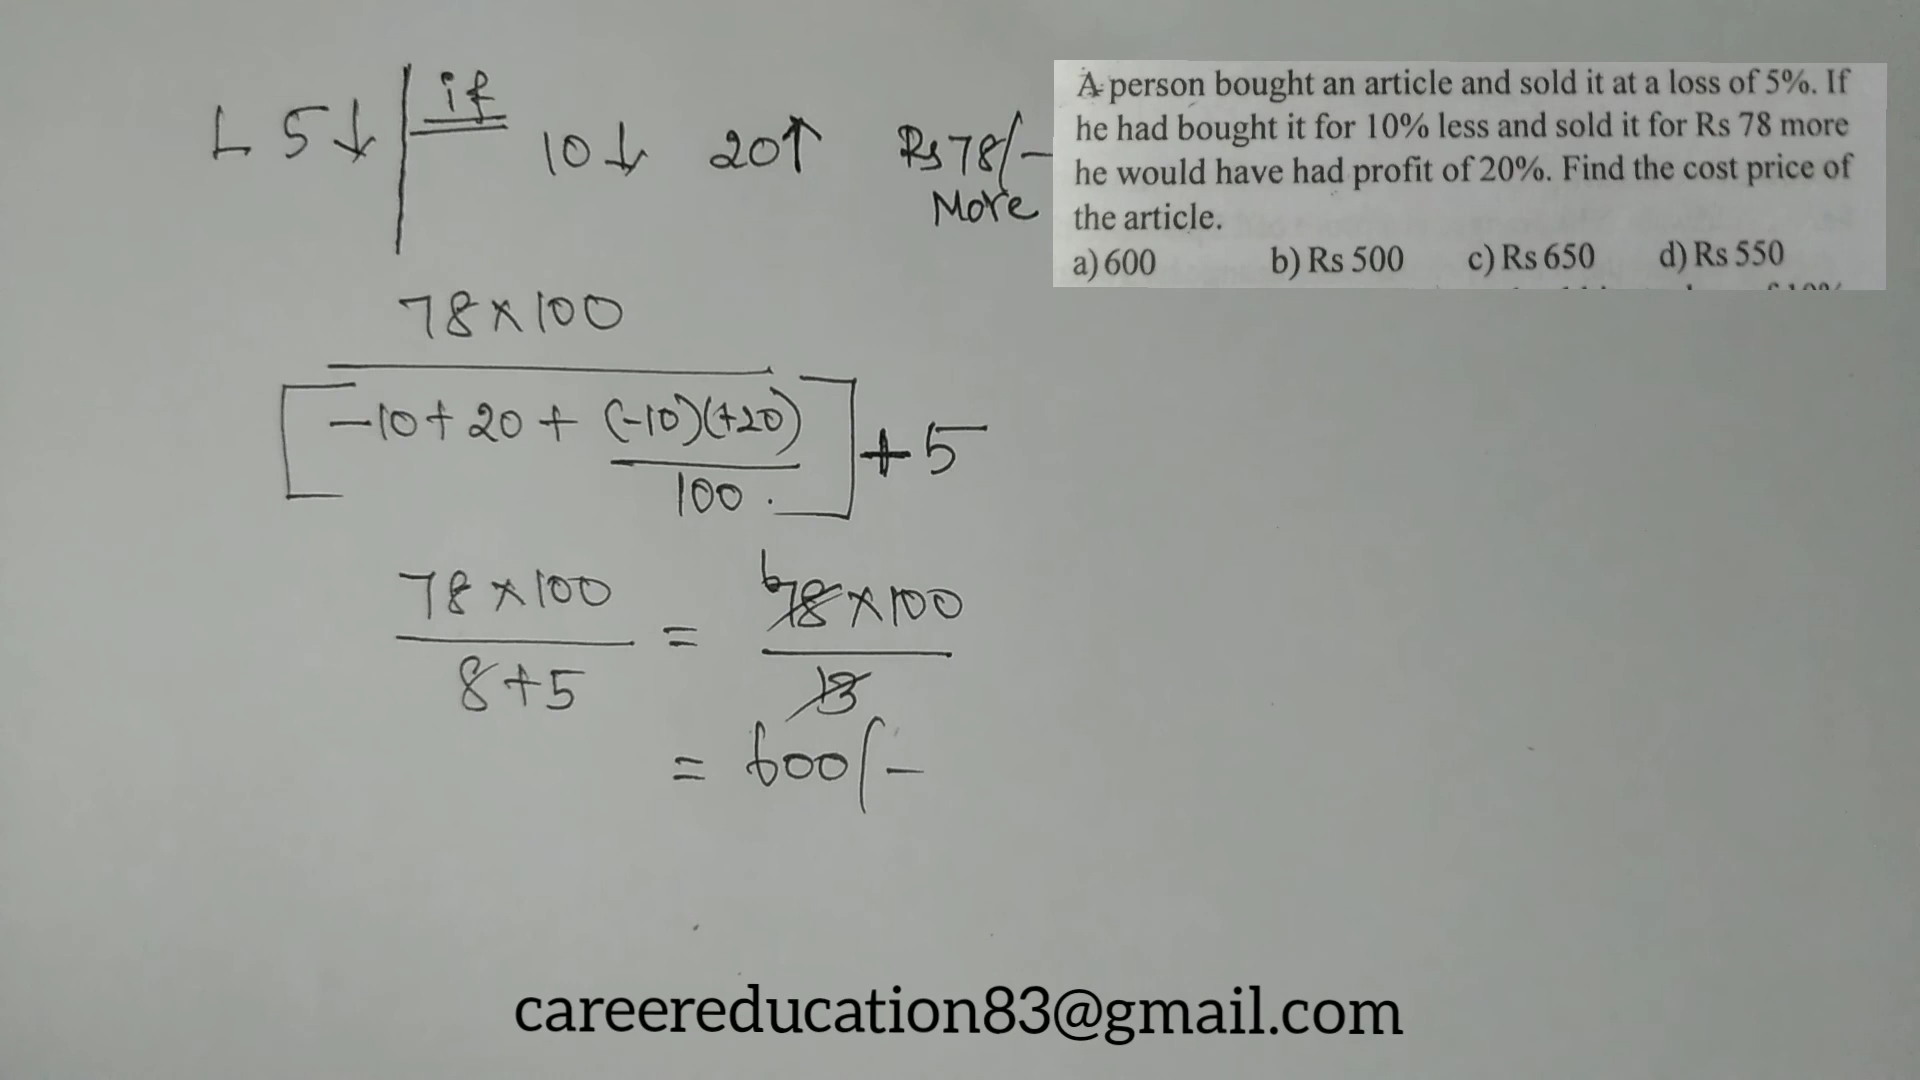 L 5↓ | if 10↓ 20↑ Rs 78/-
More
A person bought an article and sold it at a loss of 5%. If
he had bought it for 10% less and sold it for Rs 78 more
he would have had profit of 20%. Find the cost price of
the article.
a) 600 b) Rs 500 c) Rs 650 d) Rs 550
78 × 100
[-10 + 20 + (-10)(+20)] + 5
100
78 × 100 = 78 × 100
6
8 + 5 13
= 600/-
careereducation83@gmail.com